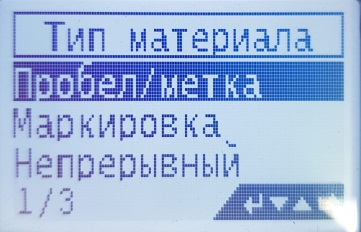 Тип материала
Пробел/метка
Маркировка
Непрерывный
1/3